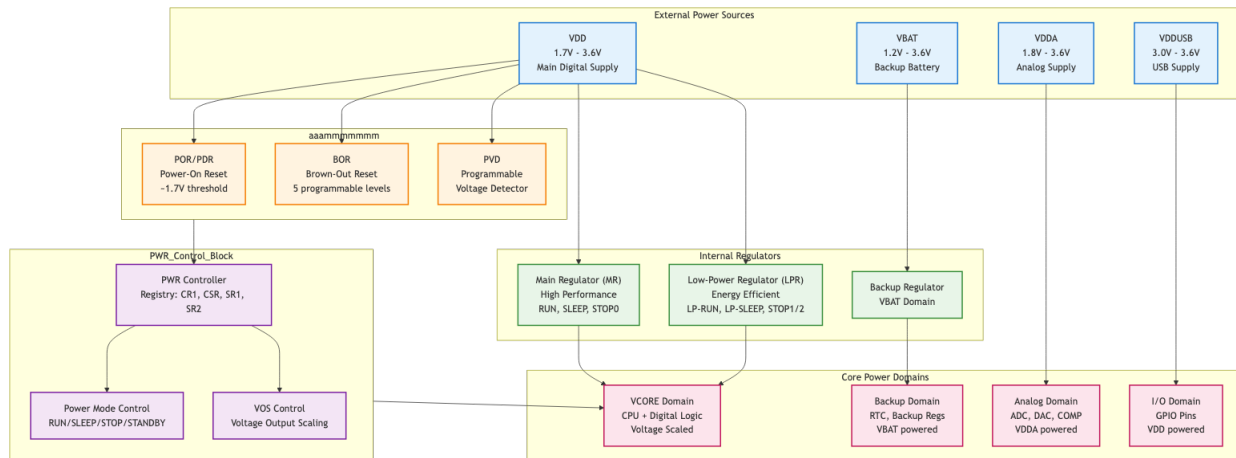 External Power Sources
VDD
1.7V - 3.6V
Main Digital Supply
VBAT
1.2V - 3.6V
Backup Battery
VDDA
1.8V - 3.6V
Analog Supply
VDDUSB
3.0V - 3.6V
USB Supply
aaammmmmmm
POR/PDR
Power-On Reset
~1.7V threshold
BOR
Brown-Out Reset
5 programmable levels
PVD
Programmable
Voltage Detector
PWR_Control_Block
PWR Controller
Registry: CR1, CSR, SR1,
SR2
Power Mode Control
RUN/SLEEP/STOP/STANDBY
VOS Control
Voltage Output Scaling
Internal Regulators
Main Regulator (MR)
High Performance
RUN, SLEEP, STOP0
Low-Power Regulator (LPR)
Energy Efficient
LP-RUN, LP-SLEEP, STOP1/2
Backup Regulator
VBAT Domain
Core Power Domains
VCORE Domain
CPU + Digital Logic
Voltage Scaled
Backup Domain
RTC, Backup Regs
VBAT powered
Analog Domain
ADC, DAC, COMP
VDDA powered
I/O Domain
GPIO Pins
VDD powered